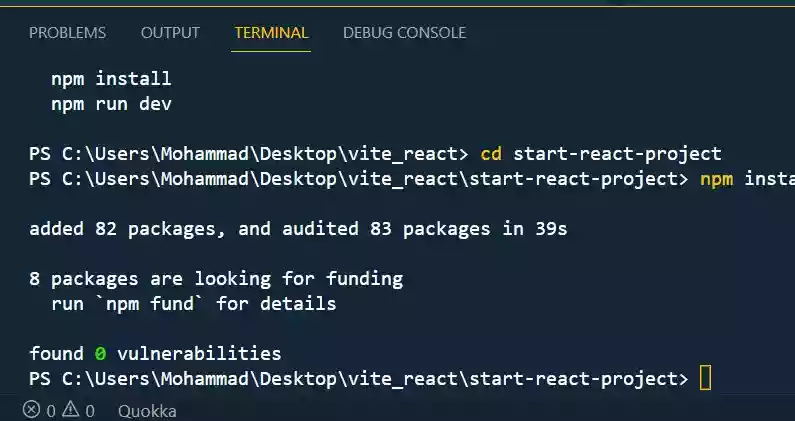 PROBLEMS OUTPUT TERMINAL DEBUG CONSOLE
npm install
npm run dev
PS C:\Users\Mohammad\Desktop\vite_react> cd start-react-project
PS C:\Users\Mohammad\Desktop\vite_react\start-react-project> npm insta
added 82 packages, and audited 83 packages in 39s
8 packages are looking for funding
run `npm fund` for details
found 0 vulnerabilities
PS C:\Users\Mohammad\Desktop\vite_react\start-react-project>
0 0 Quokka